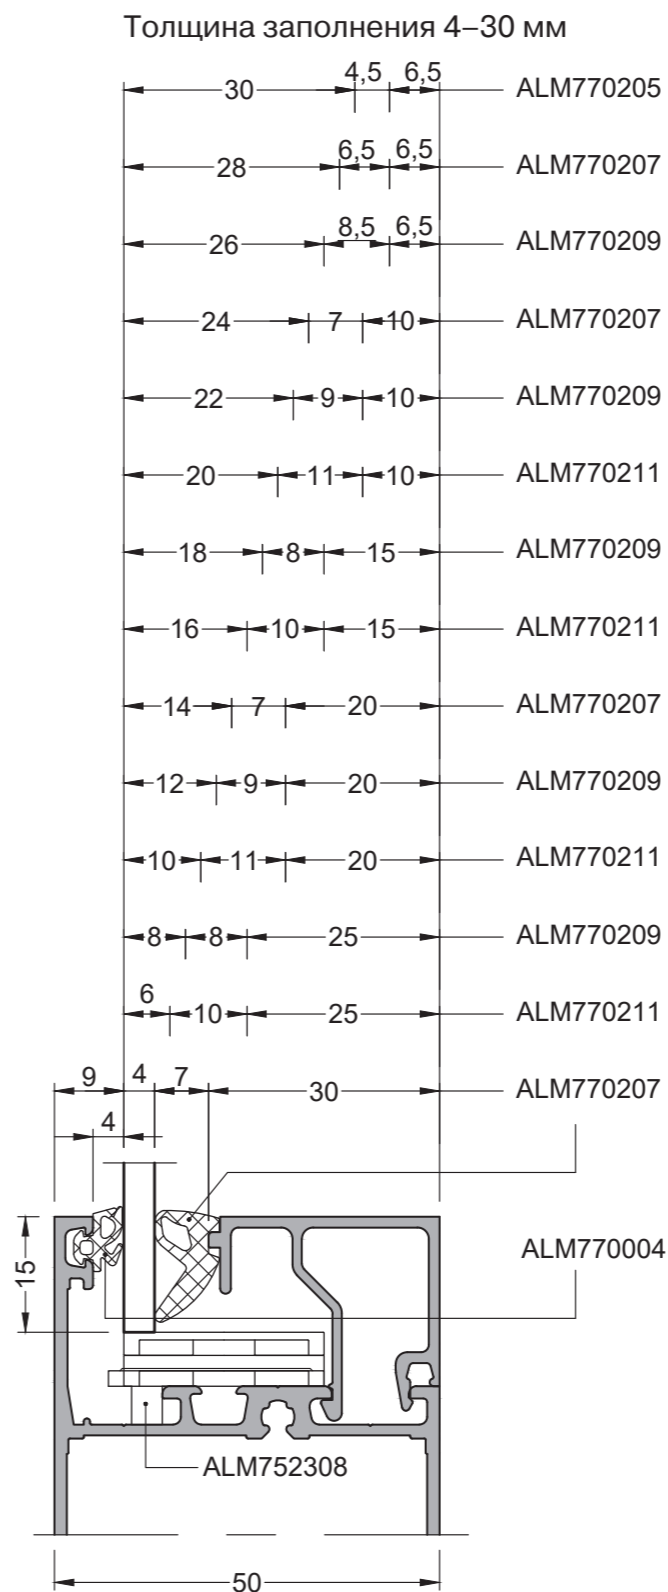 Толщина заполнения 4–30 мм
30 4,5 6,5 ALM770205
28 6,5 6,5 ALM770207
26 8,5 6,5 ALM770209
24 7 10 ALM770207
22 9 10 ALM770209
20 11 10 ALM770211
18 8 15 ALM770209
16 10 15 ALM770211
14 7 20 ALM770207
12 9 20 ALM770209
10 11 20 ALM770211
8 8 25 ALM770209
6 10 25 ALM770211
9 4 7 30 ALM770207
4
15
ALM770004
ALM752308
50